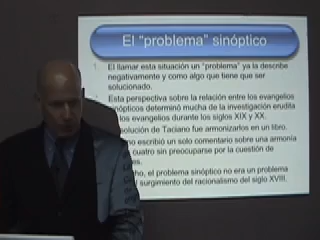 El "problema" sinóptico
1. El llamar esta situación un "problema" ya la describe
negativamente y como algo que tiene que ser
solucionado.
Esta perspectiva sobre la relación entre los evangelios
sinópticos determinó mucha de la investigación erudita
los evangelios durante los siglos XIX y XX.
solución de Taciano fue armonizarlos en un libro.
no escribió un solo comentario sobre una armonía
cuatro sin preocuparse por la cuestión de
es.
ho, el problema sinóptico no era un problema
l surgimiento del racionalismo del siglo XVIII.